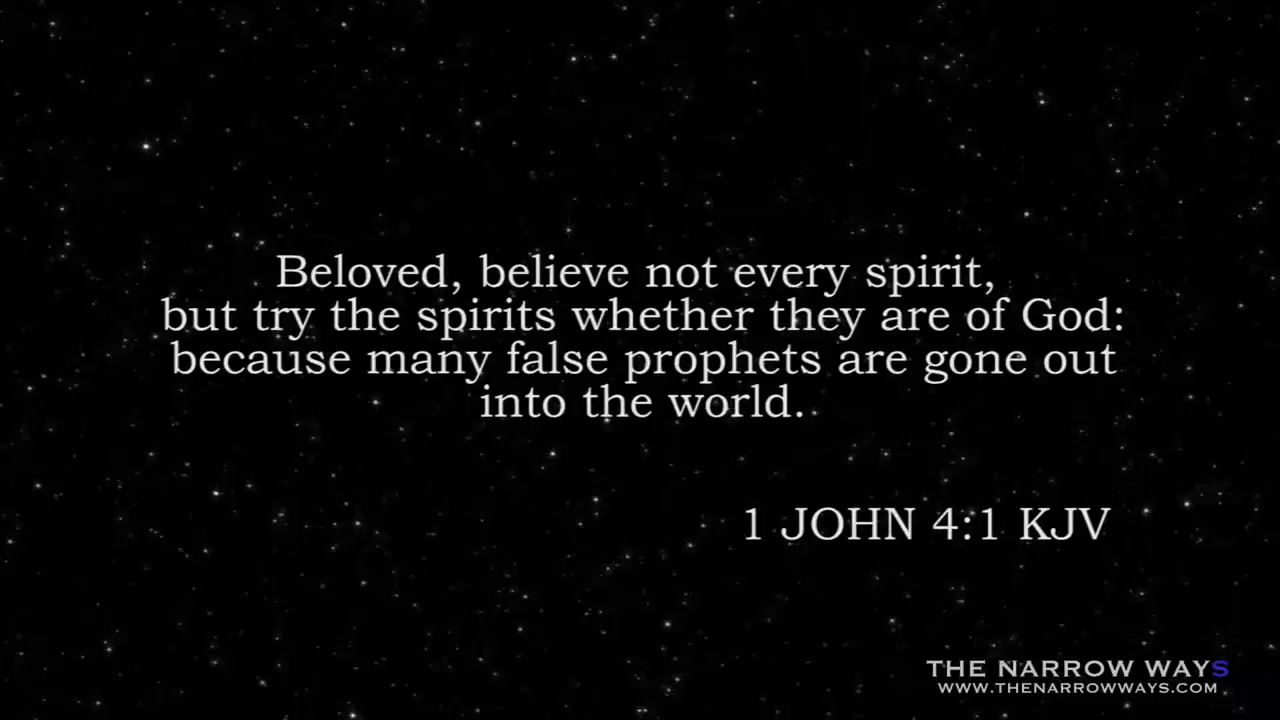 Beloved, believe not every spirit,
but try the spirits whether they are of God:
because many false prophets are gone out
into the world.
1 JOHN 4:1 KJV
THE NARROW WAYS
WWW.THENARROWWAYS.COM